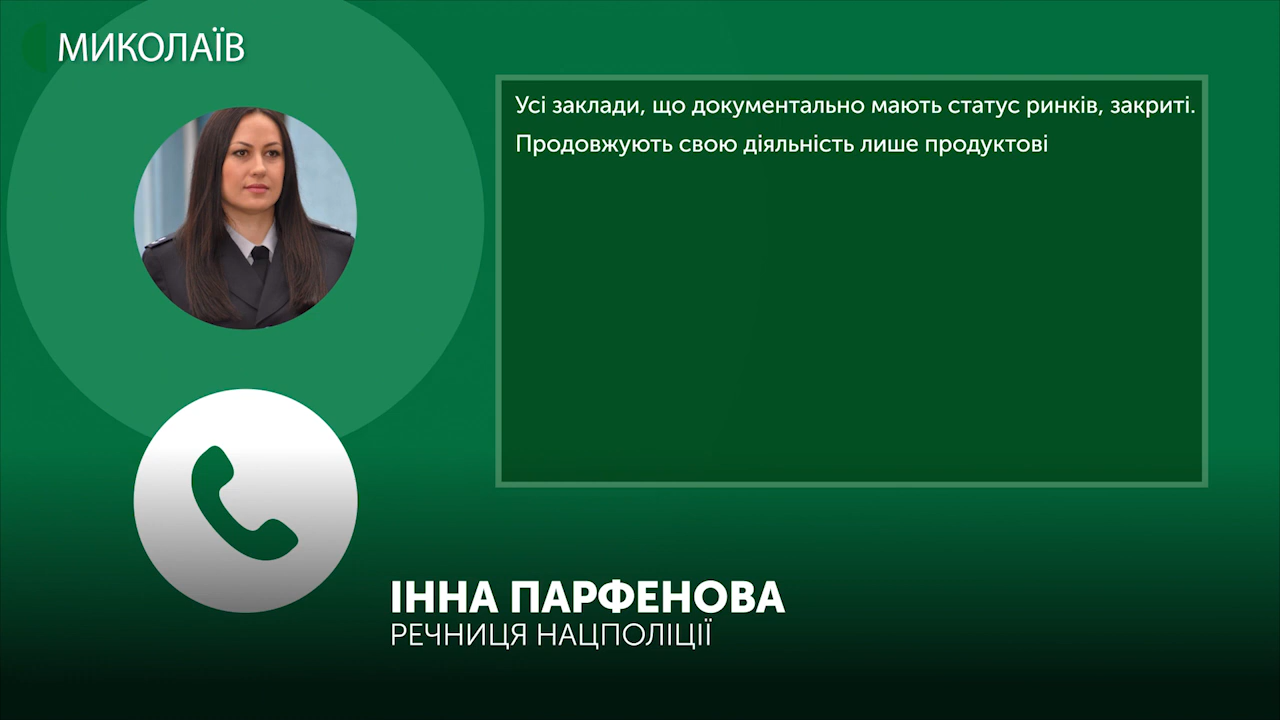 МИКОЛАЇВ
Усі заклади, що документально мають статус ринків, закриті.
Продовжують свою діяльність лише продуктові
ІННА ПАРФЕНОВА
РЕЧНИЦЯ НАЦПОЛІЦІЇ